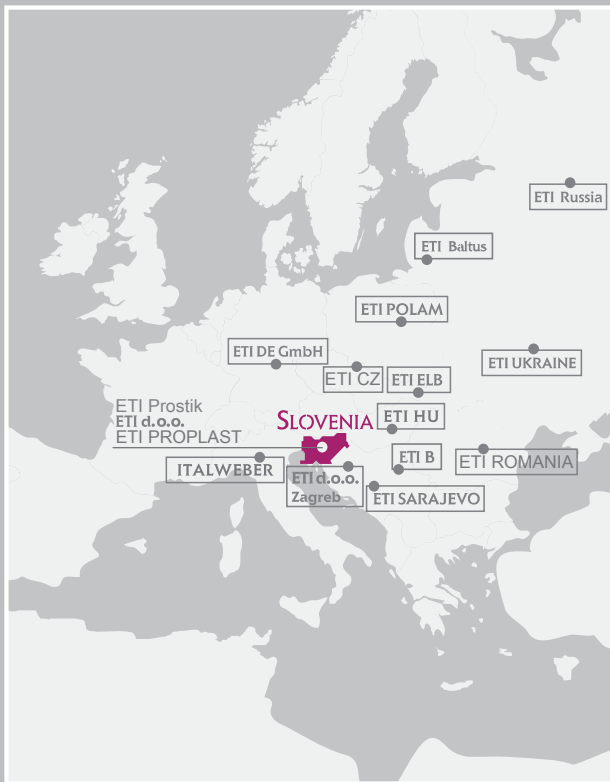 ETI Russia
ETI Baltus
ETI POLAM
ETI DE GmbH
ETI UKRAINE
ETI CZ
ETI ELB
ETI Prostik
ETI d.o.o.
ETI PROPLAST
SLOVENIA
ETI HU
ITALWEBER
ETI d.o.o.
Zagreb
ETI B
ETI ROMANIA
ETI SARAJEVO